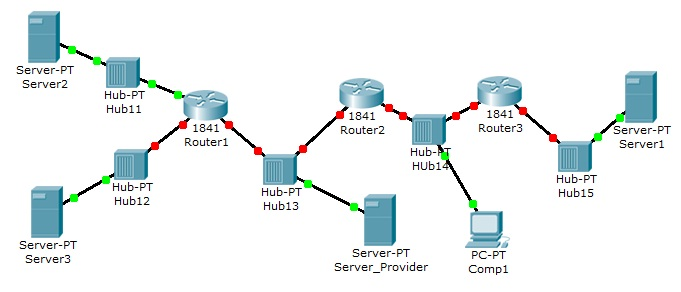 Server-PT
Server2
Hub-PT
Hub11
1841
Router1
Hub-PT
Hub12
Server-PT
Server3
Hub-PT
Hub13
1841
Router2
Server-PT
Server_Provider
Hub-PT
HUb14
PC-PT
Comp1
1841
Router3
Hub-PT
Hub15
Server-PT
Server1